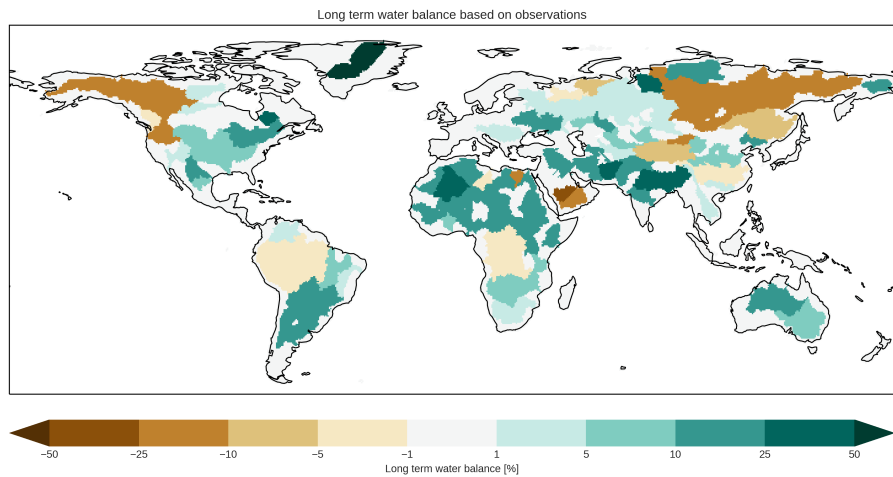 Long term water balance based on observations
−50 −25 −10 −5 −1 1 5 10 25 50
Long term water balance [%]